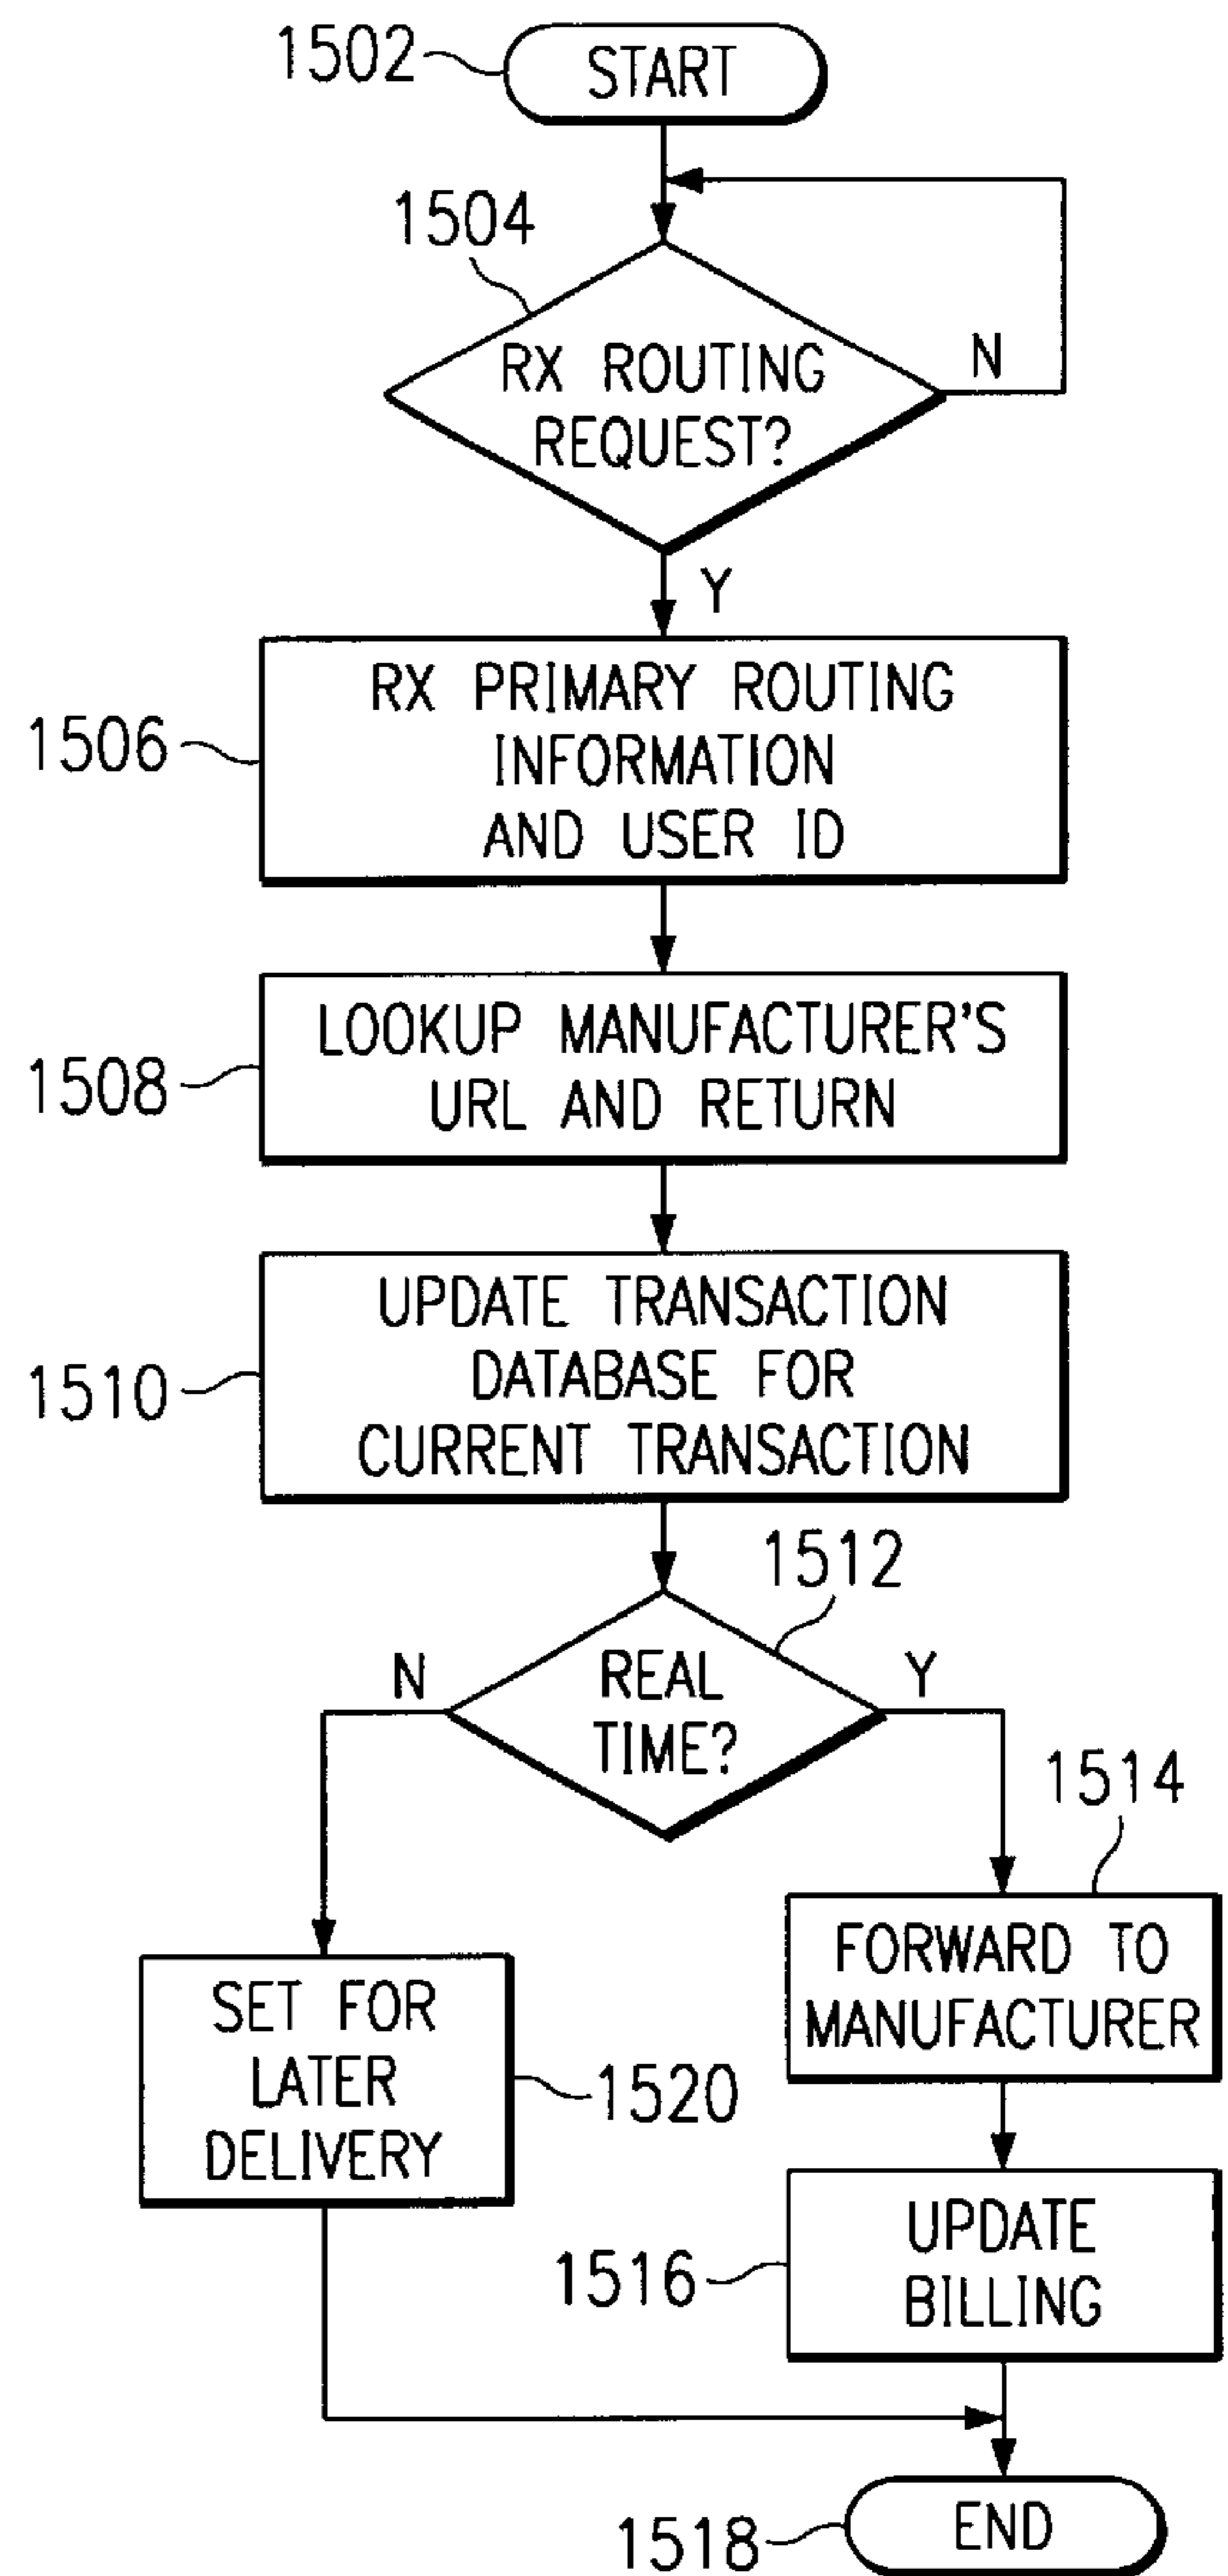 1502
START
1504
RX ROUTING
REQUEST?
N
Y
1506
RX PRIMARY ROUTING
INFORMATION
AND USER ID
1508
LOOKUP MANUFACTURER'S
URL AND RETURN
1510
UPDATE TRANSACTION
DATABASE FOR
CURRENT TRANSACTION
1512
N
REAL
TIME?
Y
1514
FORWARD TO
MANUFACTURER
SET FOR
LATER
DELIVERY
1520
1516
UPDATE
BILLING
1518
END